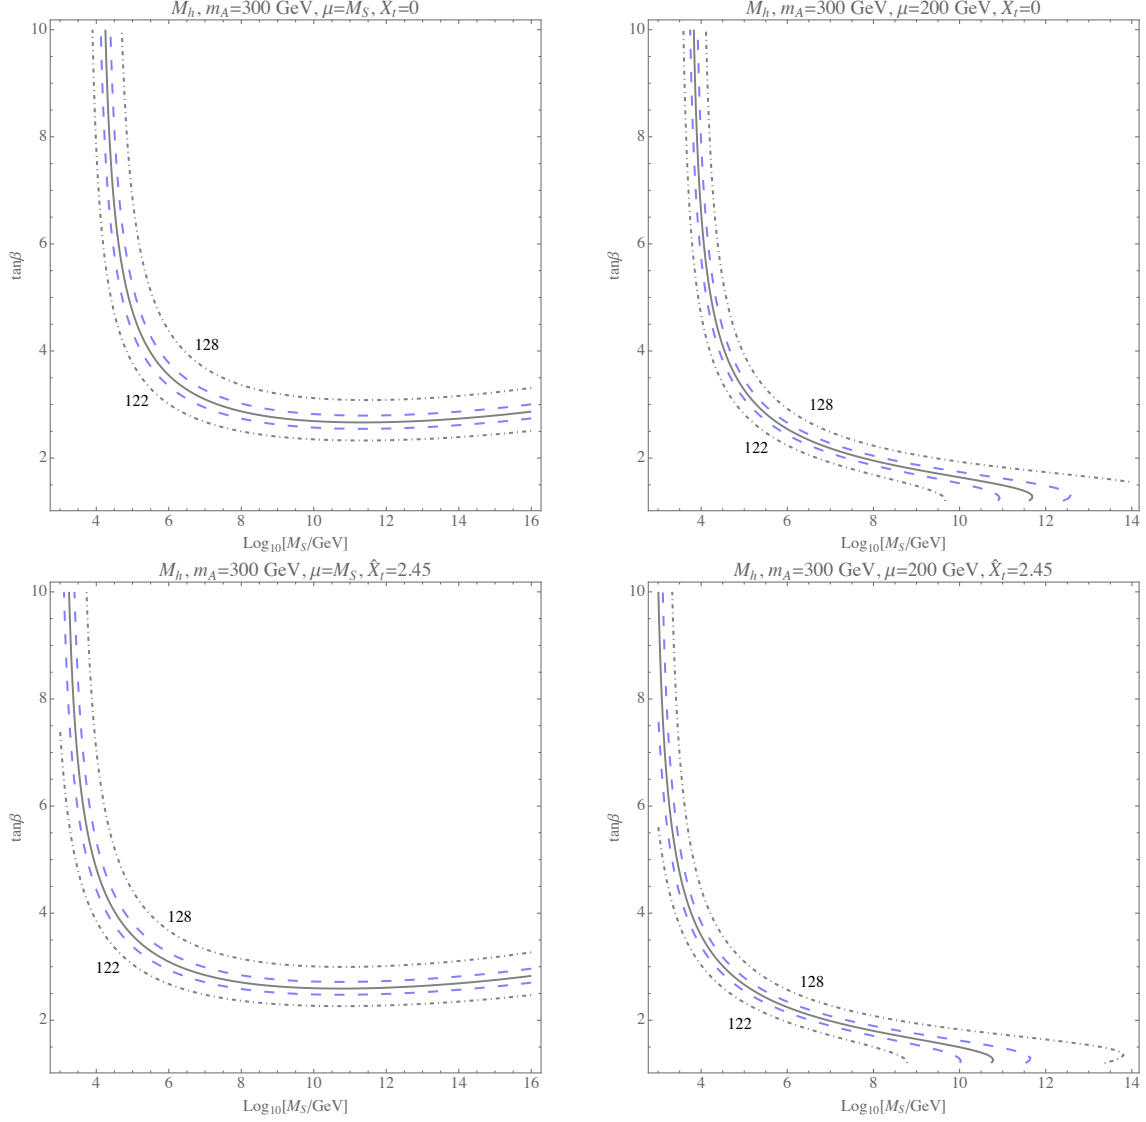 M_h, m_A=300 GeV, μ=M_S, X_t=0
10
8
6
4
2
tanβ
128
122
4 6 8 10 12 14 16
Log₁₀[M_S/GeV]
M_h, m_A=300 GeV, μ=200 GeV, X_t=0
10
8
6
4
2
tanβ
128
122
4 6 8 10 12 14
Log₁₀[M_S/GeV]
M_h, m_A=300 GeV, μ=M_S, X̂_t=2.45
10
8
6
4
2
tanβ
128
122
4 6 8 10 12 14 16
Log₁₀[M_S/GeV]
M_h, m_A=300 GeV, μ=200 GeV, X̂_t=2.45
10
8
6
4
2
tanβ
128
122
4 6 8 10 12 14
Log₁₀[M_S/GeV]